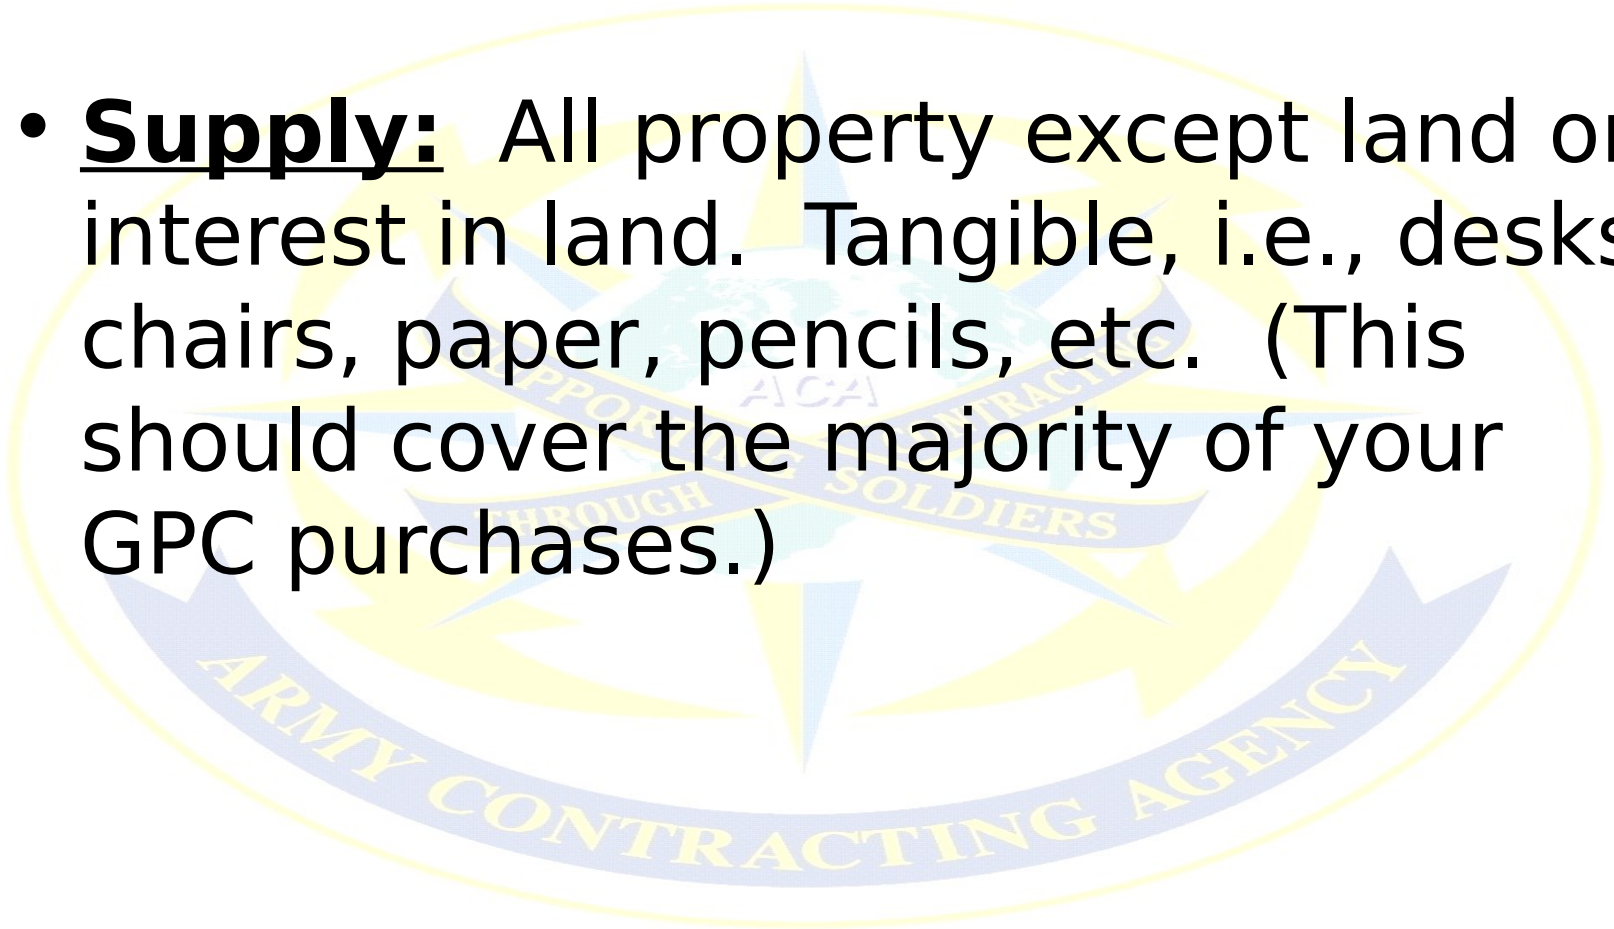 • Supply:  All property except land or
interest in land.  Tangible, i.e., desks
chairs, paper, pencils, etc.  (This
should cover the majority of your
GPC purchases.)
ACA
SUPPORTING SOLDIERS
THROUGH CONTRACTING
ARMY CONTRACTING AGENCY